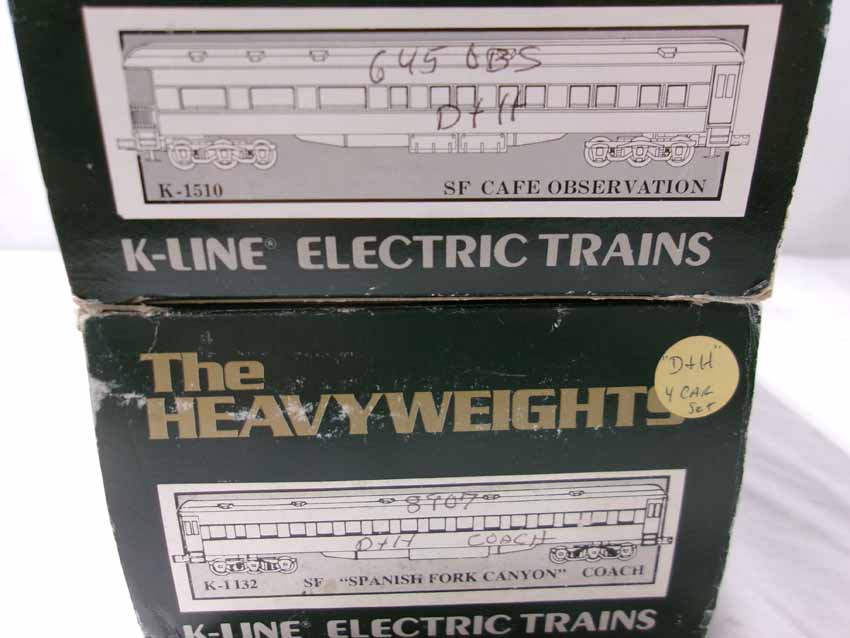 645 OBS
D+H
K-1510 SF CAFE OBSERVATION
K-LINE® ELECTRIC TRAINS
The
HEAVYWEIGHTS
"D+H"
4 CAR
Set
8907
D+H COACH
K-1132 SF "SPANISH FORK CANYON" COACH
K-LINE ELECTRIC TRAINS